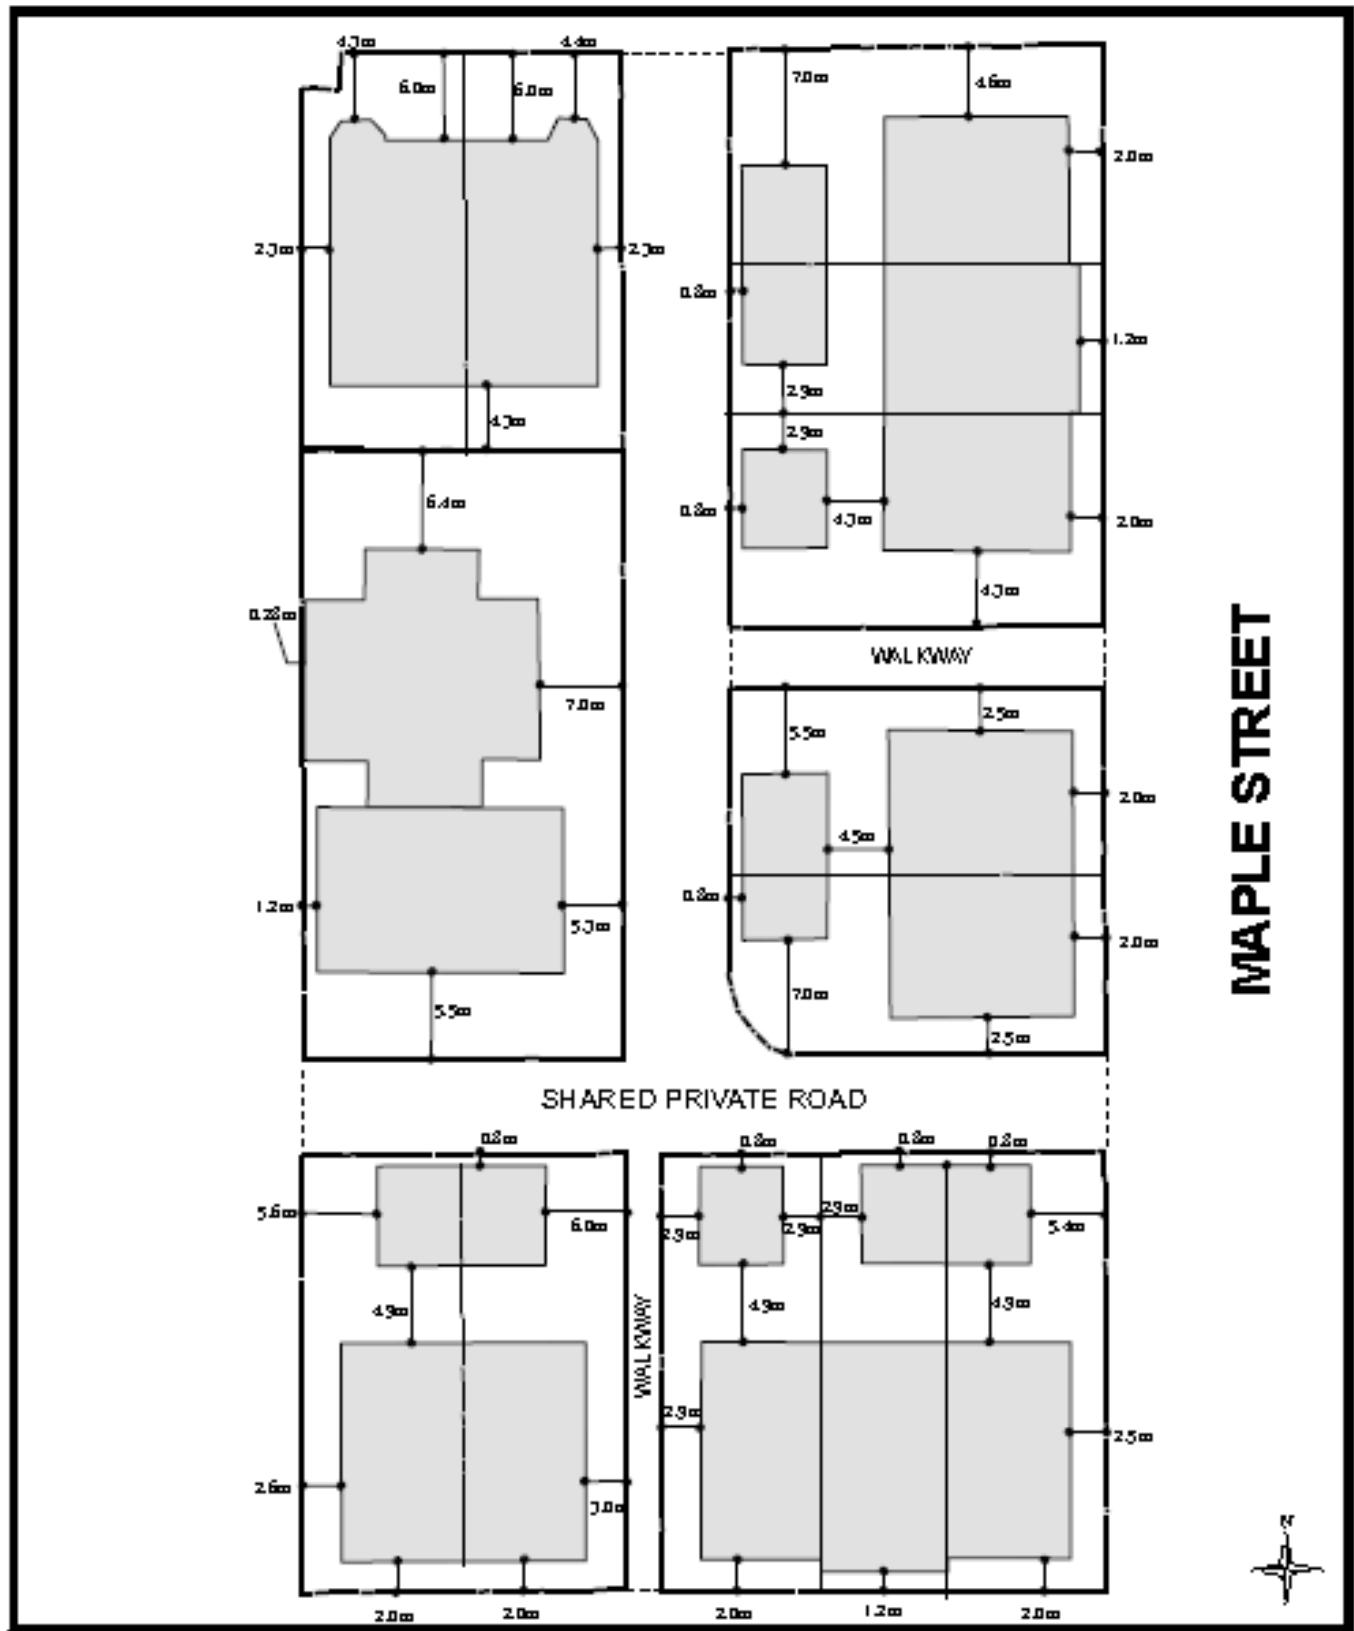 4.3m 4.4m
6.0m 6.0m
7.0m 4.6m
2.0m
2.3m 2.3m
0.8m
1.2m
2.9m
4.3m
2.9m
6.4m
0.8m 4.3m 2.0m
4.3m
0.28m
WALKWAY
7.0m
2.5m
5.5m
2.0m
4.5m
0.8m
1.2m 5.3m
2.0m
7.0m
5.5m
2.5m
MAPLE STREET
SHARED PRIVATE ROAD
0.8m 0.8m 0.8m 0.8m
5.6m 6.0m 2.9m 2.9m 2.9m 5.4m
4.9m 4.9m 4.9m
WALKWAY
2.9m
2.5m
2.6m 3.0m
N
2.0m 2.0m 2.0m 1.2m 2.0m